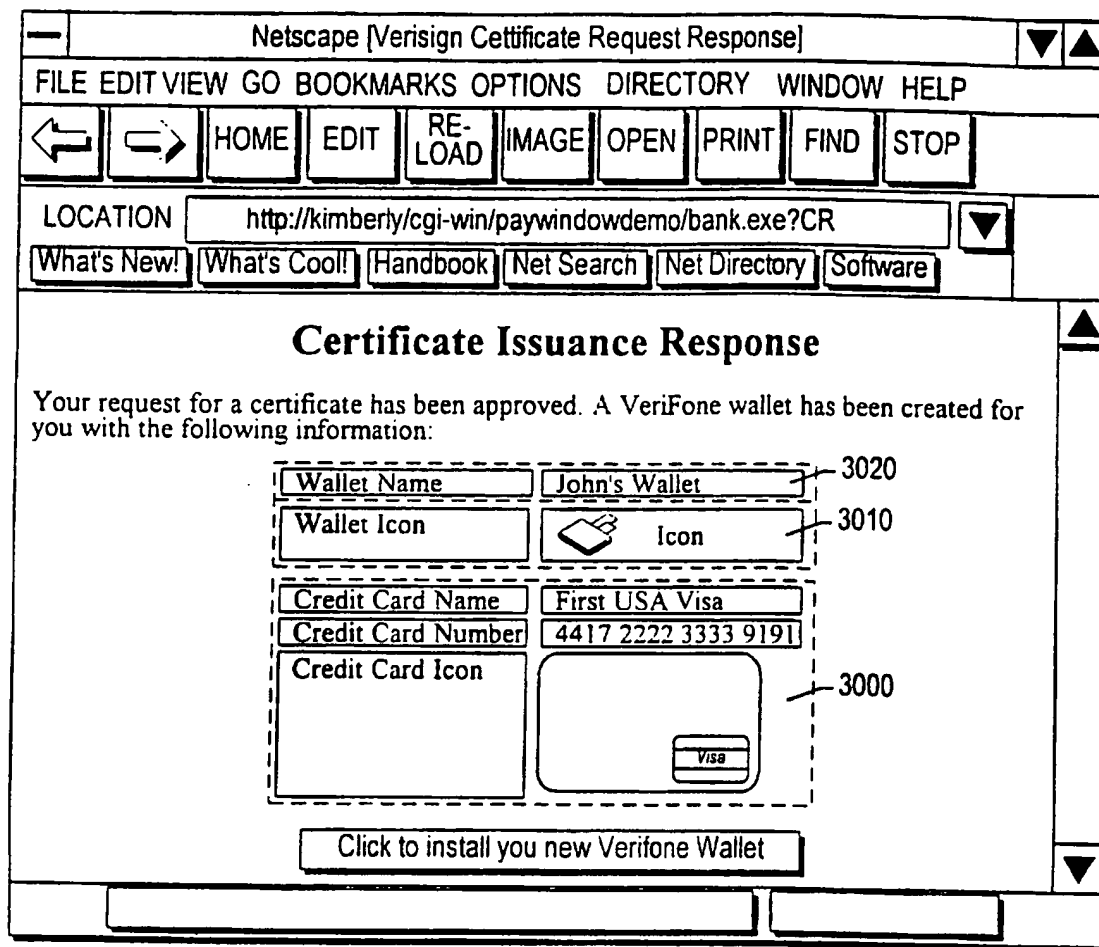 Netscape [Verisign Cettificate Request Response]
FILE EDIT VIEW GO BOOKMARKS OPTIONS DIRECTORY WINDOW HELP
HOME EDIT RE-LOAD IMAGE OPEN PRINT FIND STOP
LOCATION http://kimberly/cgi-win/paywindowdemo/bank.exe?CR
What's New! What's Cool! Handbook Net Search Net Directory Software
Certificate Issuance Response
Your request for a certificate has been approved. A VeriFone wallet has been created for
you with the following information:
Wallet Name John's Wallet 3020
Wallet Icon Icon 3010
Credit Card Name First USA Visa
Credit Card Number 4417 2222 3333 9191
Credit Card Icon 3000
Visa
Click to install you new Verifone Wallet